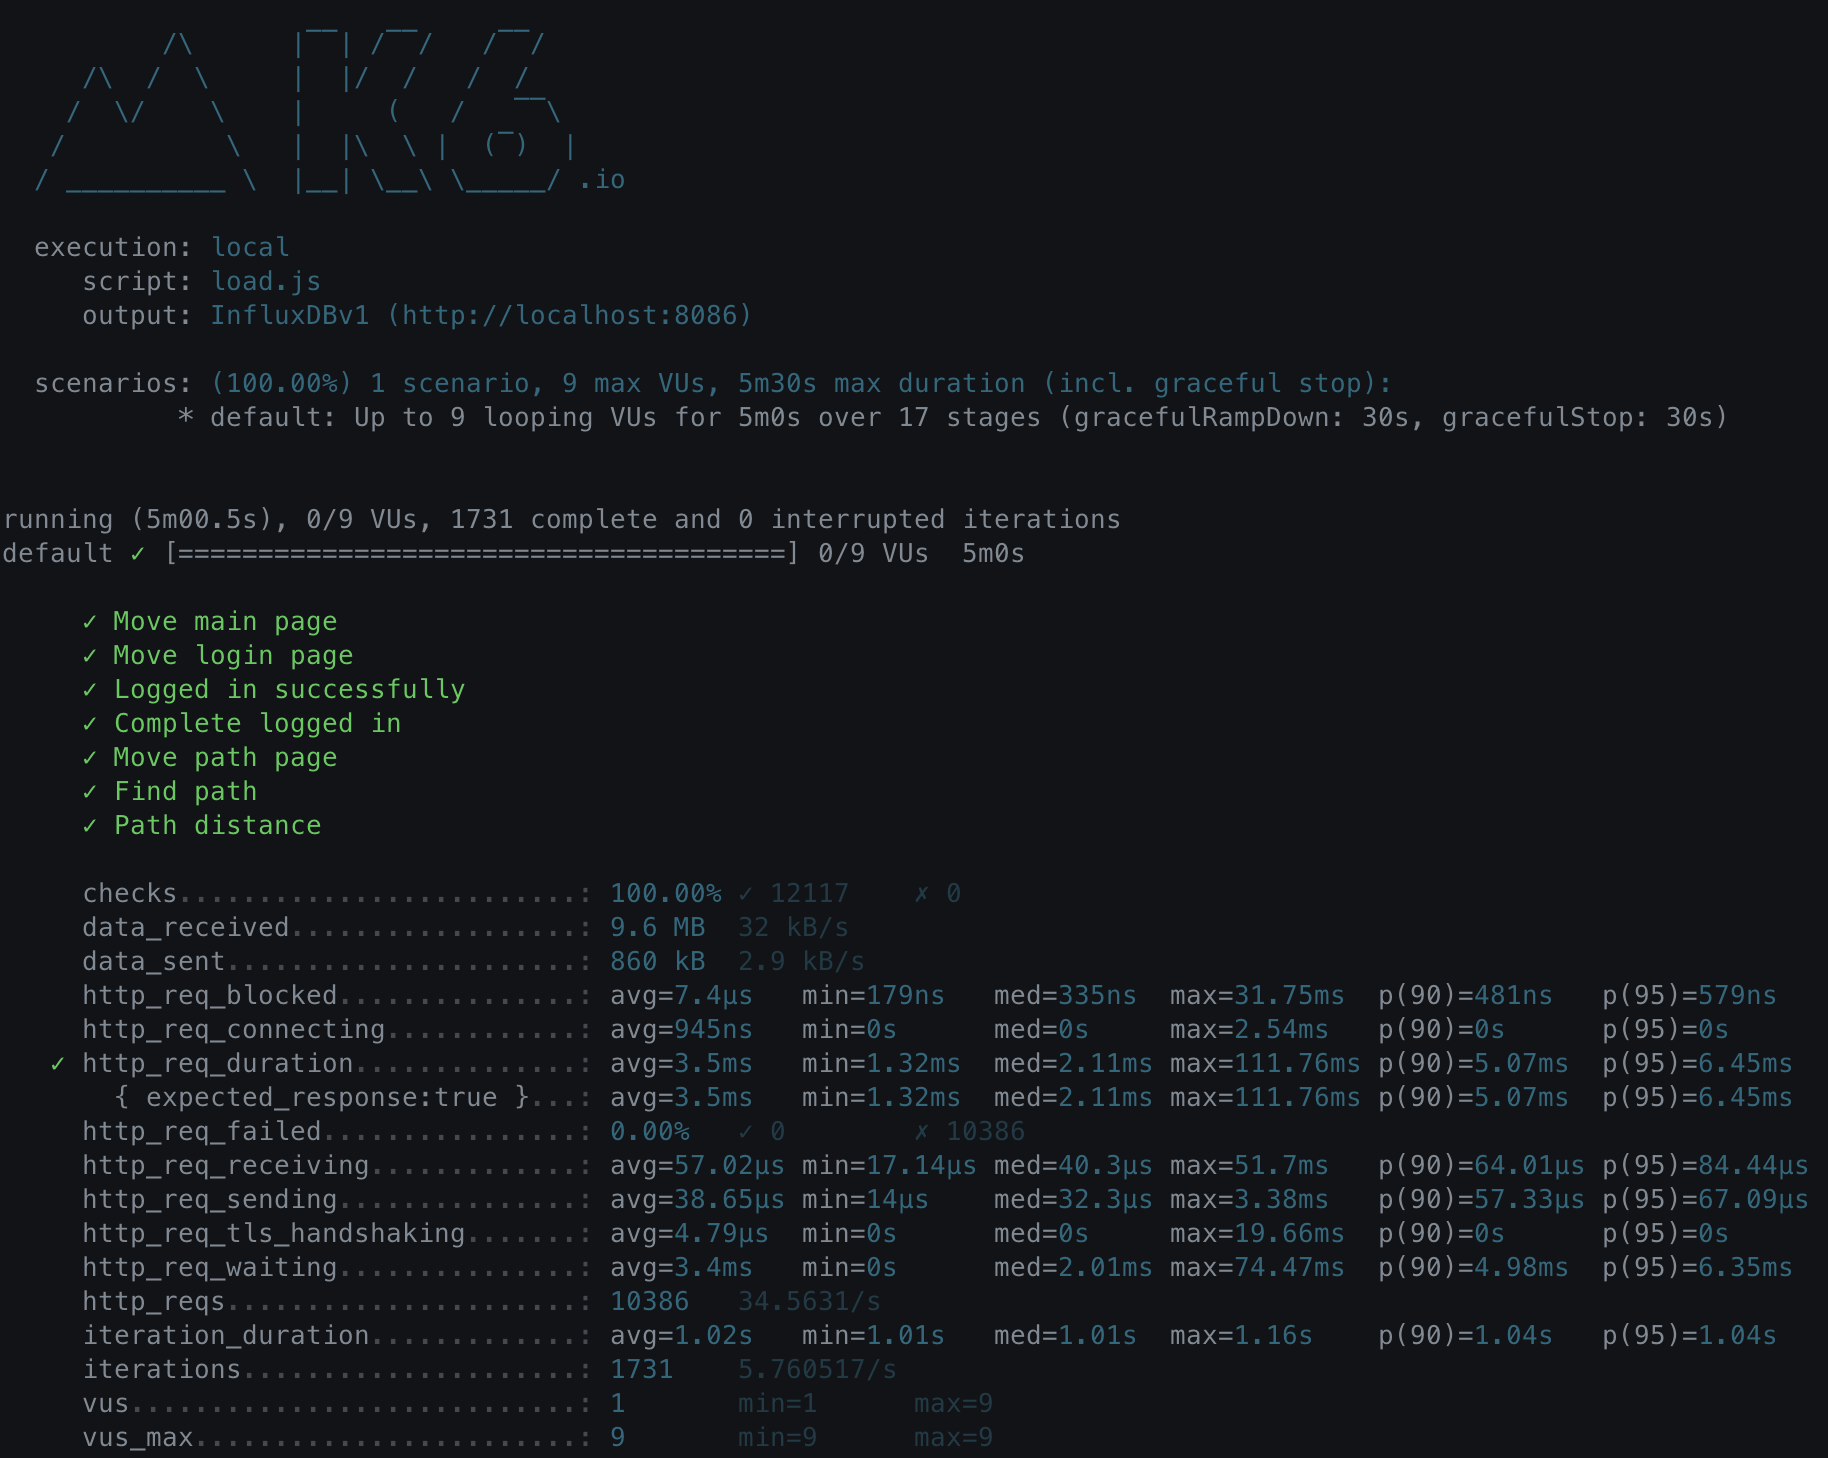 /\      |‾‾| /‾‾/   /‾‾/
     /\  /  \     |  |/  /   /  /
    /  \/    \    |     (   /   ‾‾\
   /          \   |  |\  \ |  (‾)  |
  / __________ \  |__| \__\ \_____/ .io

  execution: local
     script: load.js
     output: InfluxDBv1 (http://localhost:8086)

  scenarios: (100.00%) 1 scenario, 9 max VUs, 5m30s max duration (incl. graceful stop):
           * default: Up to 9 looping VUs for 5m0s over 17 stages (gracefulRampDown: 30s, gracefulStop: 30s)

running (5m00.5s), 0/9 VUs, 1731 complete and 0 interrupted iterations
default ✓ [======================================] 0/9 VUs  5m0s

     ✓ Move main page
     ✓ Move login page
     ✓ Logged in successfully
     ✓ Complete logged in
     ✓ Move path page
     ✓ Find path
     ✓ Path distance

     checks.........................: 100.00% ✓ 12117    ✗ 0
     data_received..................: 9.6 MB  32 kB/s
     data_sent......................: 860 kB  2.9 kB/s
     http_req_blocked...............: avg=7.4µs   min=179ns   med=335ns  max=31.75ms  p(90)=481ns   p(95)=579ns
     http_req_connecting............: avg=945ns   min=0s      med=0s     max=2.54ms   p(90)=0s      p(95)=0s
   ✓ http_req_duration..............: avg=3.5ms   min=1.32ms  med=2.11ms max=111.76ms p(90)=5.07ms  p(95)=6.45ms
       { expected_response:true }...: avg=3.5ms   min=1.32ms  med=2.11ms max=111.76ms p(90)=5.07ms  p(95)=6.45ms
     http_req_failed................: 0.00%   ✓ 0        ✗ 10386
     http_req_receiving.............: avg=57.02µs min=17.14µs med=40.3µs max=51.7ms   p(90)=64.01µs p(95)=84.44µs
     http_req_sending...............: avg=38.65µs min=14µs    med=32.3µs max=3.38ms   p(90)=57.33µs p(95)=67.09µs
     http_req_tls_handshaking.......: avg=4.79µs  min=0s      med=0s     max=19.66ms  p(90)=0s      p(95)=0s
     http_req_waiting...............: avg=3.4ms   min=0s      med=2.01ms max=74.47ms  p(90)=4.98ms  p(95)=6.35ms
     http_reqs......................: 10386   34.5631/s
     iteration_duration.............: avg=1.02s   min=1.01s   med=1.01s  max=1.16s    p(90)=1.04s   p(95)=1.04s
     iterations.....................: 1731    5.760517/s
     vus............................: 1       min=1      max=9
     vus_max........................: 9       min=9      max=9